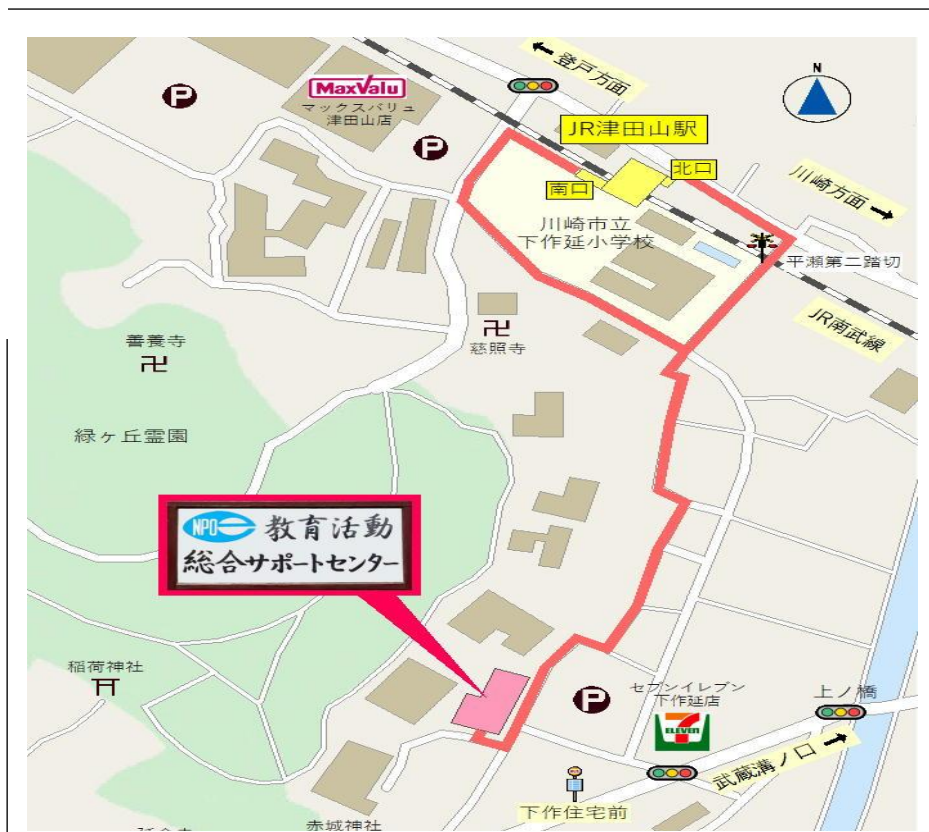 登戸方面
N
MaxValu
マックスバリュ
津田山店
P
P
JR津田山駅
北口
南口
川崎方面
川崎市立
下作延小学校
平瀬第二踏切
JR南武線
慈照寺
善養寺
緑ヶ丘霊園
NPO 教育活動
総合サポートセンター
稲荷神社
P
セブンイレブン
下作延店
ELEVEN
上ノ橋
武蔵溝ノ口
下作住宅前
赤城神社